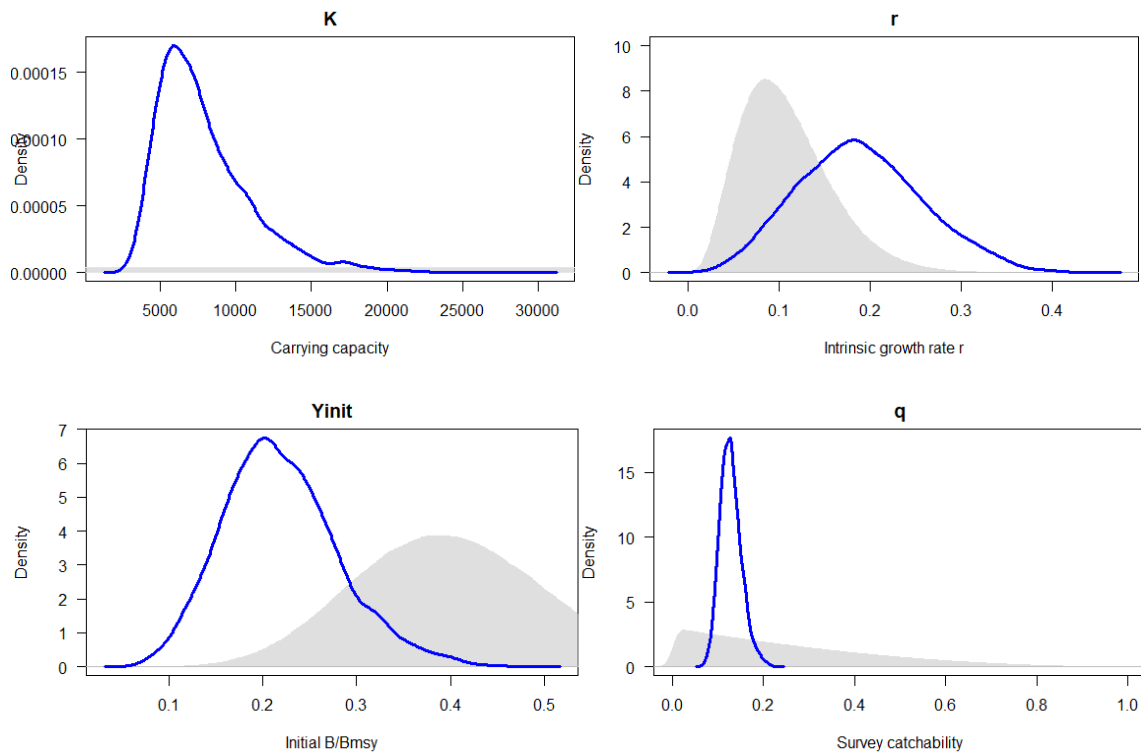 K
0.00015
0.00010
0.00005
0.00000
Density
5000 10000 15000 20000 25000 30000
Carrying capacity
r
10
8
6
4
2
0
Density
0.0 0.1 0.2 0.3 0.4
Intrinsic growth rate r
Yinit
7
6
5
4
3
2
1
0
Density
0.1 0.2 0.3 0.4 0.5
Initial B/Bmsy
q
15
10
5
0
Density
0.0 0.2 0.4 0.6 0.8 1.0
Survey catchability